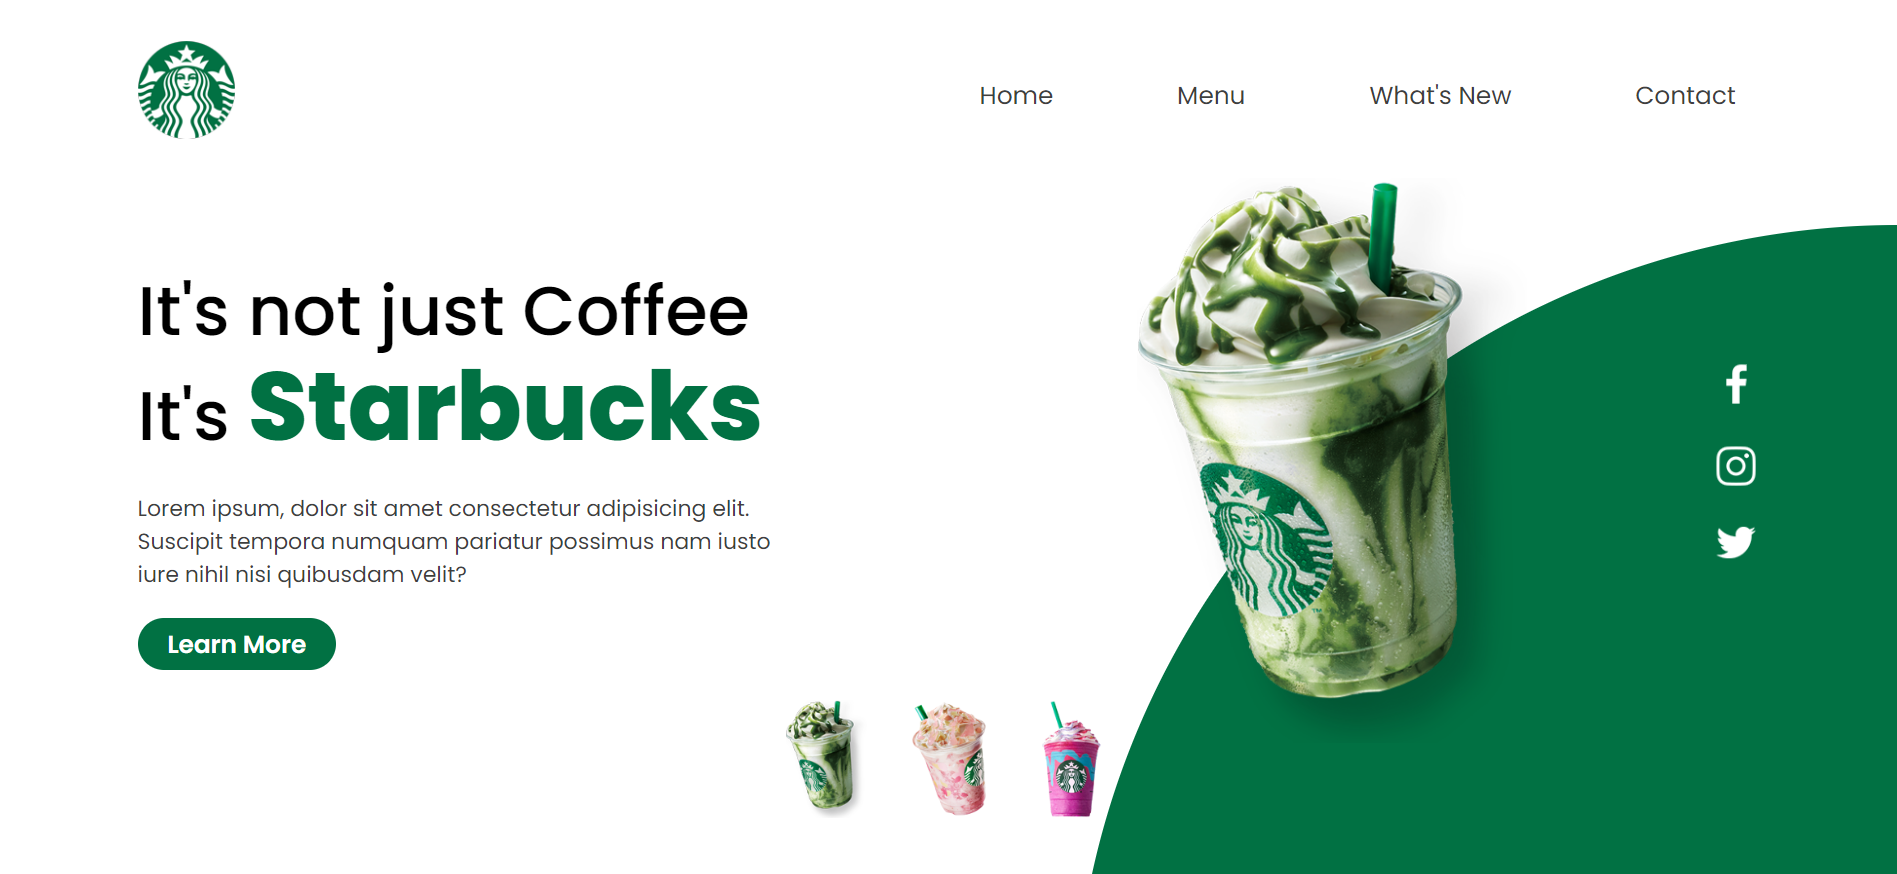 Home
Menu
What's New
Contact
It's not just Coffee
It's Starbucks
Lorem ipsum, dolor sit amet consectetur adipisicing elit.
Suscipit tempora numquam pariatur possimus nam iusto
iure nihil nisi quibusdam velit?
Learn More